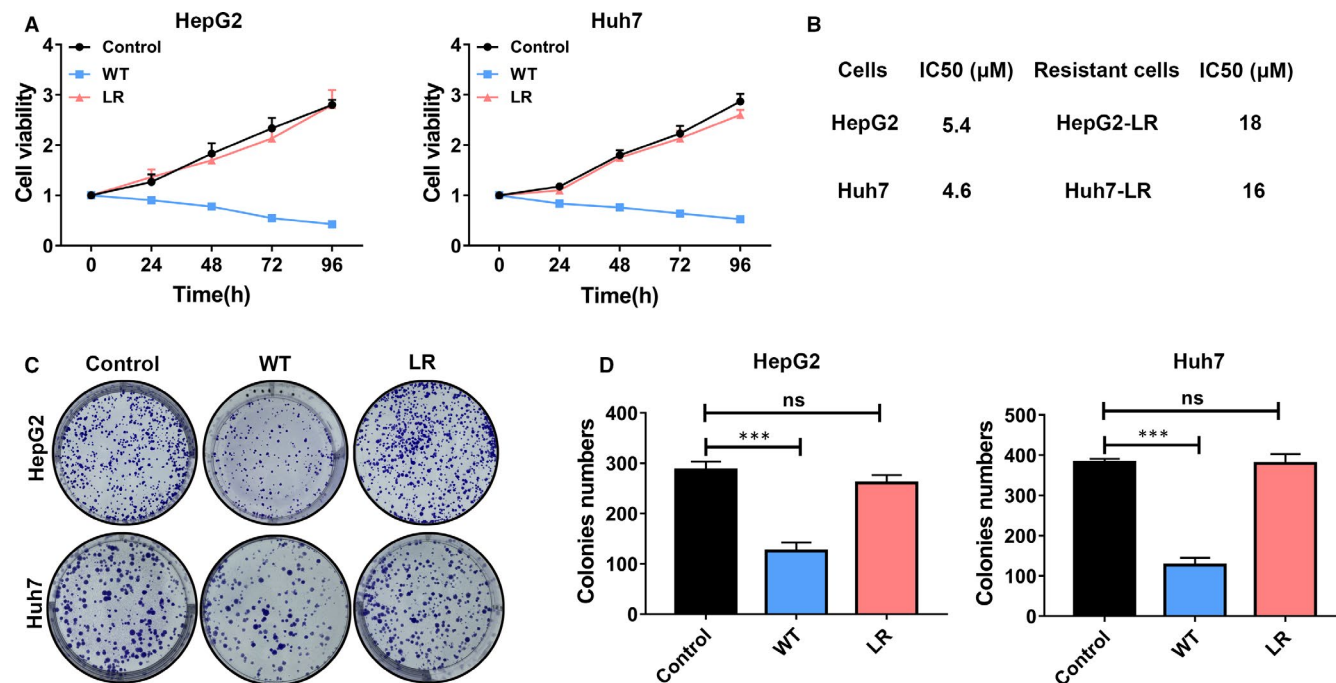 A
HepG2
Cell viability
4
3
2
1
0
Control
WT
LR
0 24 48 72 96
Time(h)
Huh7
Cell viability
4
3
2
1
0
Control
WT
LR
0 24 48 72 96
Time(h)
B
Cells IC50 (μM) Resistant cells IC50 (μM)
HepG2 5.4 HepG2-LR 18
Huh7 4.6 Huh7-LR 16
C
Control WT LR
HepG2
Huh7
D
HepG2
Colonies numbers
400
300
200
100
0
ns
***
Control WT LR
Huh7
Colonies numbers
500
400
300
200
100
0
ns
***
Control WT LR